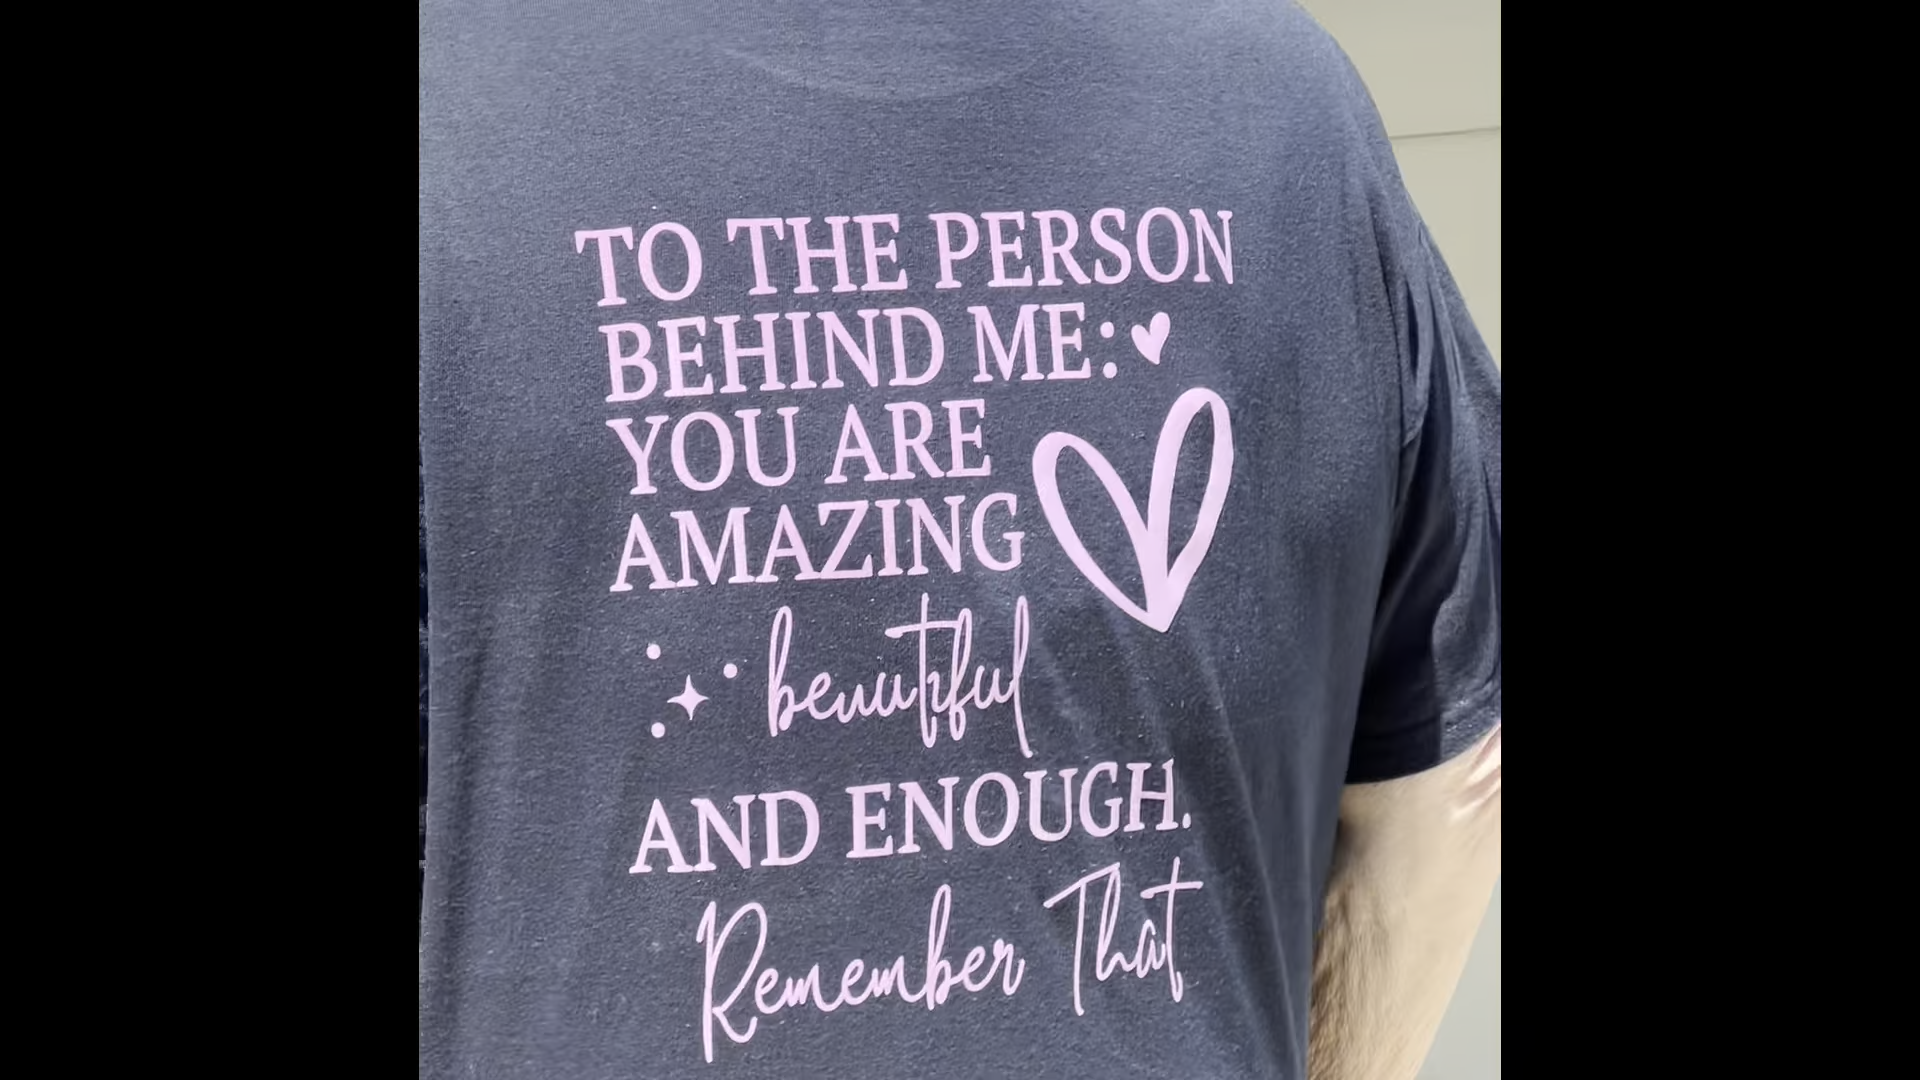 TO THE PERSON
BEHIND ME:
YOU ARE
AMAZING
beautiful
AND ENOUGH.
Remember That